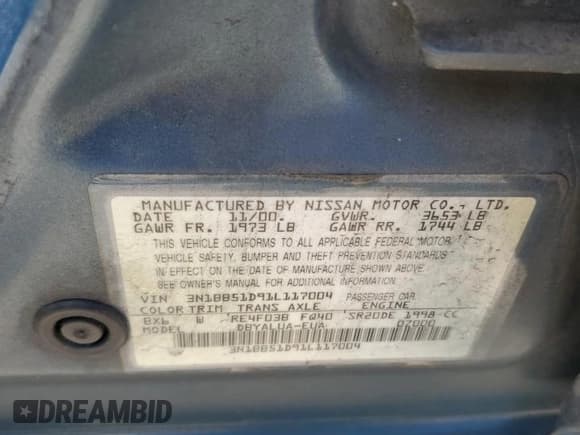 MANUFACTURED BY NISSAN MOTOR CO., LTD.
DATE 11/00. GVWR. 3653 LB
GAWR FR. 1973 LB GAWR RR. 1744 LB
THIS VEHICLE CONFORMS TO ALL APPLICABLE FEDERAL MOTOR
VEHICLE SAFETY, BUMPER AND THEFT PREVENTION STANDARDS
IN EFFECT ON THE DATE OF MANUFACTURE SHOWN ABOVE.
SEE OWNER'S MANUAL FOR ADDITIONAL INFORMATION
VIN 3N1BB51D91L117004 PASSENGER CAR
COLOR TRIM TRANS AXLE ENGINE
BX6 W RE4F03B FQ40 SR20DE 1998-CC
MODEL DBYALUA-EUA 07000
3N1BB51D91L117004
DREAMBID